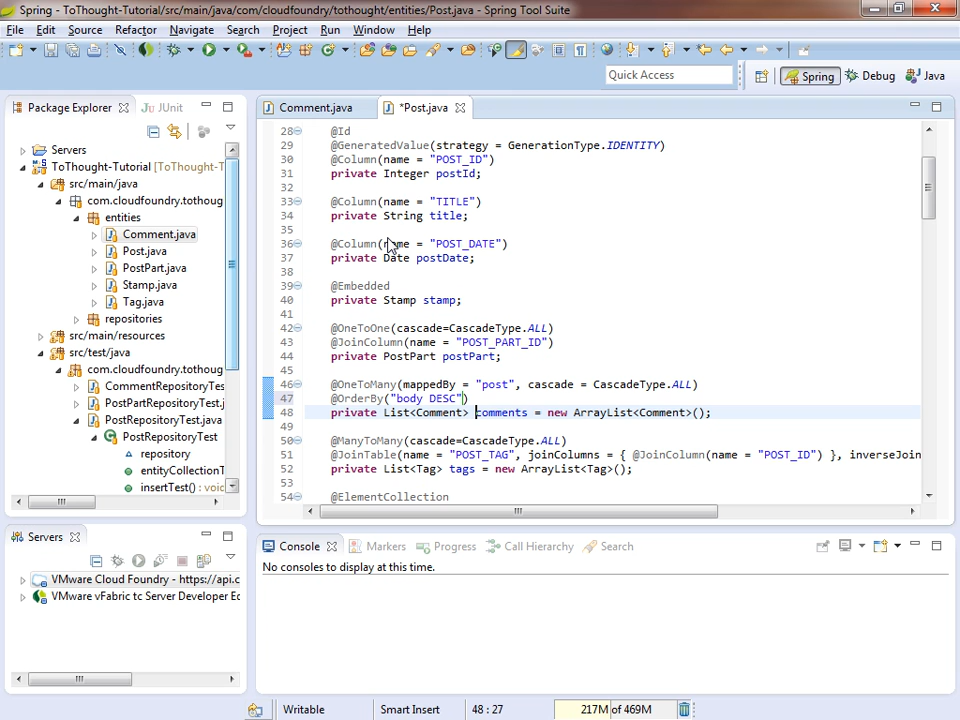 Spring - ToThought-Tutorial/src/main/java/com/cloudfoundry/tothought/entities/Post.java - Spring Tool Suite
File Edit Source Refactor Navigate Search Project Run Window Help
Quick Access
Spring
Debug
Java
Package Explorer
JUnit
Servers
ToThought-Tutorial [ToThought-T
src/main/java
com.cloudfoundry.tothoug
entities
Comment.java
Post.java
PostPart.java
Stamp.java
Tag.java
repositories
src/main/resources
src/test/java
com.cloudfoundry.tothoug
CommentRepositoryTes
PostPartRepositoryTest.j
PostRepositoryTest.java
PostRepositoryTest
repository
entityCollectionT
insertTest() : void
Comment.java
*Post.java
28 @Id
29 @GeneratedValue(strategy = GenerationType.IDENTITY)
30 @Column(name = "POST_ID")
31 private Integer postId;
32
33 @Column(name = "TITLE")
34 private String title;
35
36 @Column(name = "POST_DATE")
37 private Date postDate;
38
39 @Embedded
40 private Stamp stamp;
41
42 @OneToOne(cascade=CascadeType.ALL)
43 @JoinColumn(name = "POST_PART_ID")
44 private PostPart postPart;
45
46 @OneToMany(mappedBy = "post", cascade = CascadeType.ALL)
47 @OrderBy("body DESC")
48 private List<Comment> comments = new ArrayList<Comment>();
49
50 @ManyToMany(cascade=CascadeType.ALL)
51 @JoinTable(name = "POST_TAG", joinColumns = { @JoinColumn(name = "POST_ID") }, inverseJoin
52 private List<Tag> tags = new ArrayList<Tag>();
53
54 @ElementCollection
Servers
VMware Cloud Foundry - https://api.c
VMware vFabric tc Server Developer Ec
Console
Markers
Progress
Call Hierarchy
Search
No consoles to display at this time.
Writable
Smart Insert
48 : 27
217M of 469M